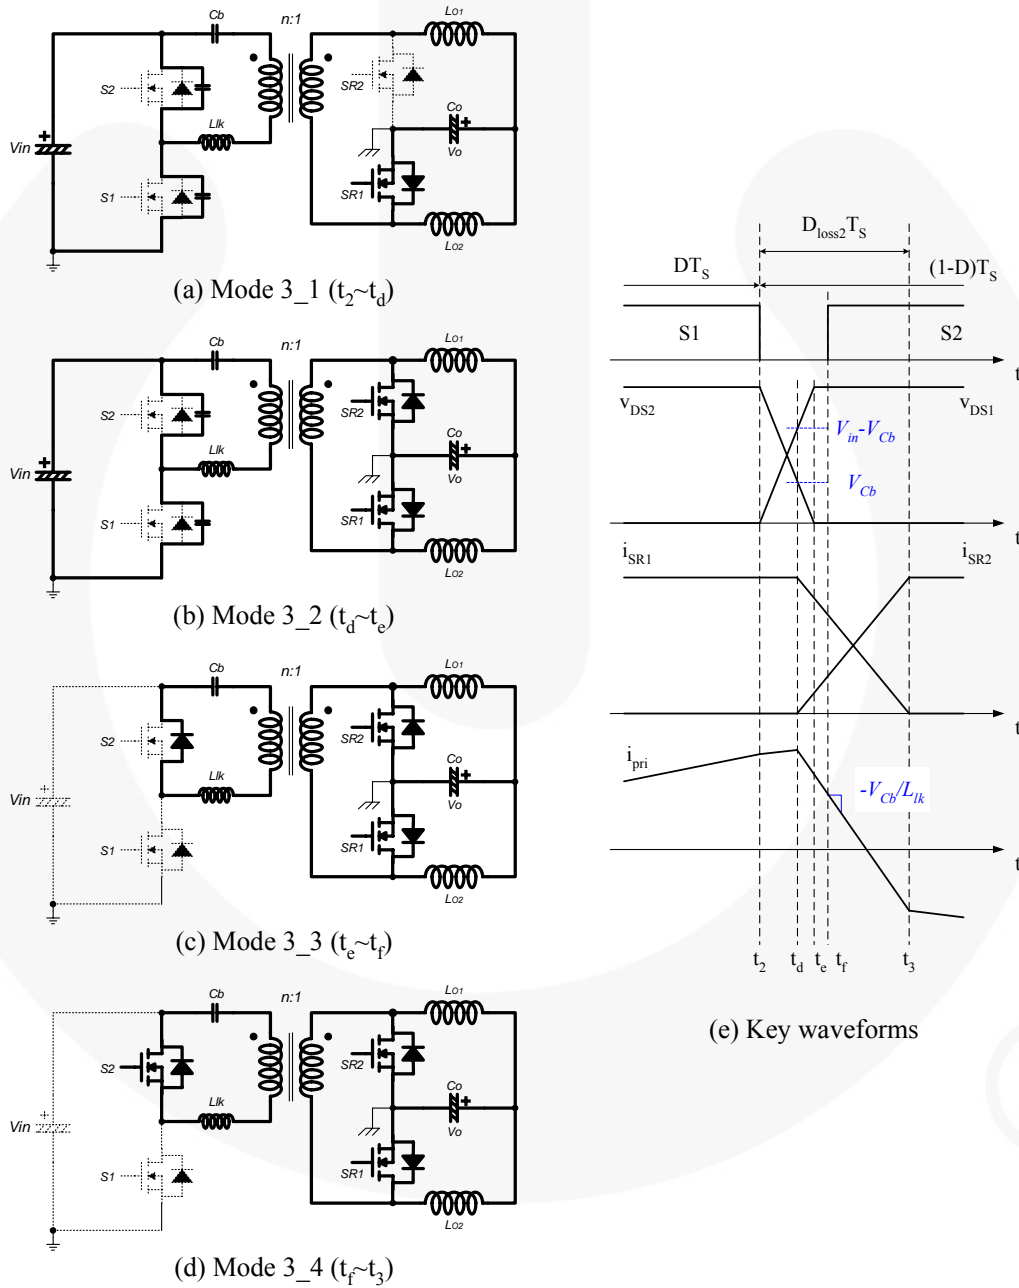 Cb
n:1
LO1
S2
SR2
Llk
Co
Vo
Vin
S1
SR1
LO2
(a) Mode 3_1 (t2~td)
Cb
n:1
LO1
S2
SR2
Llk
Co
Vo
Vin
S1
SR1
LO2
(b) Mode 3_2 (td~te)
Cb
n:1
LO1
S2
SR2
Llk
Co
Vo
Vin
S1
SR1
LO2
(c) Mode 3_3 (te~tf)
Cb
n:1
LO1
S2
SR2
Llk
Co
Vo
Vin
S1
SR1
LO2
(d) Mode 3_4 (tf~t3)
Dloss2TS
DTS
(1-D)TS
S1
S2
t
vDS2
vDS1
Vin-VCb
VCb
t
iSR1
iSR2
t
ipri
-VCb/Llk
t
t2
td
te
tf
t3
(e) Key waveforms